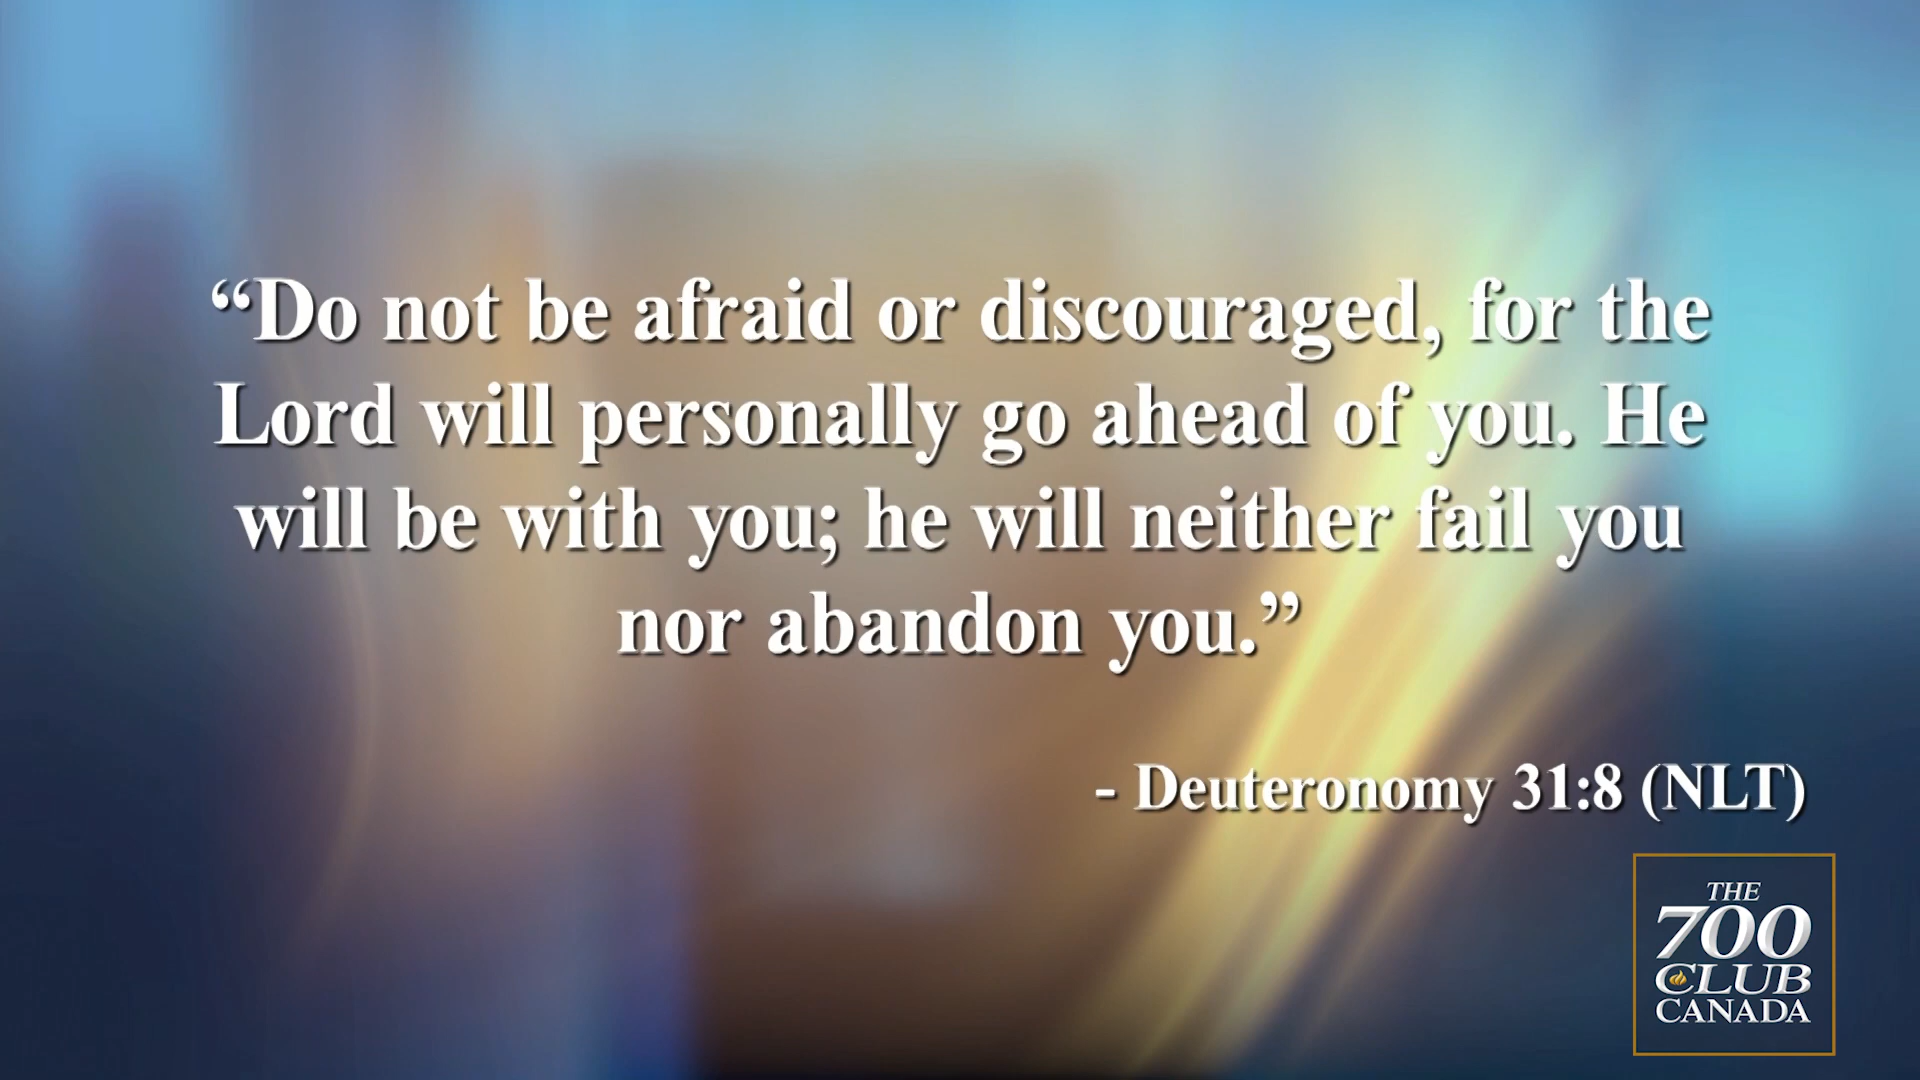 “Do not be afraid or discouraged, for the
Lord will personally go ahead of you. He
will be with you; he will neither fail you
nor abandon you.”
- Deuteronomy 31:8 (NLT)
THE
700
CLUB
CANADA